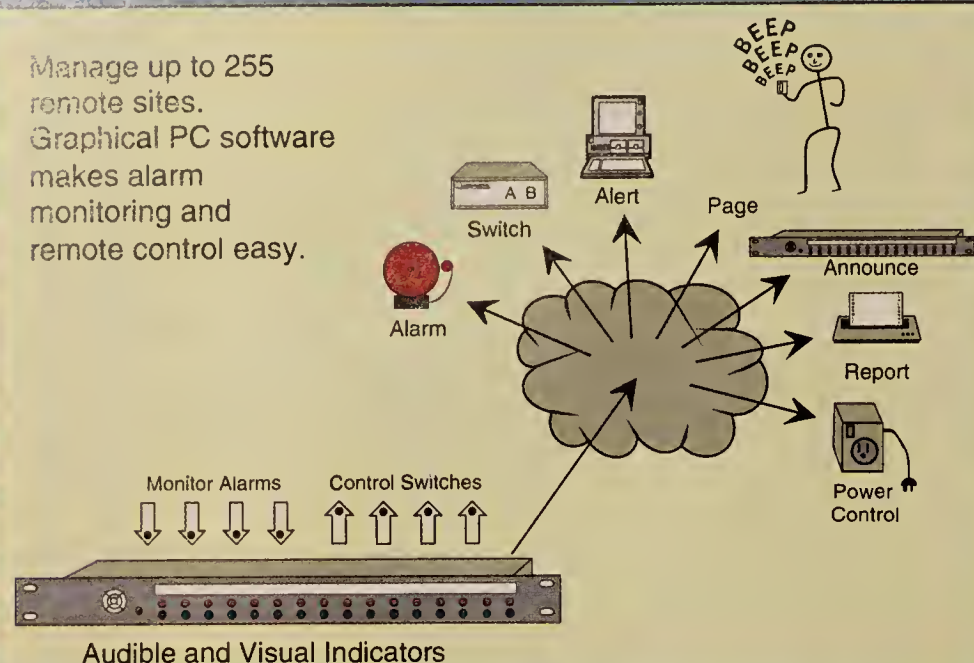 Manage up to 255
remote sites.
Graphical PC software
makes alarm
monitoring and
remote control easy.
BEEP
BEEP
BEEP
A B
Switch
Alert
Page
Announce
Alarm
Report
Power
Control
Monitor Alarms
Control Switches
Audible and Visual Indicators